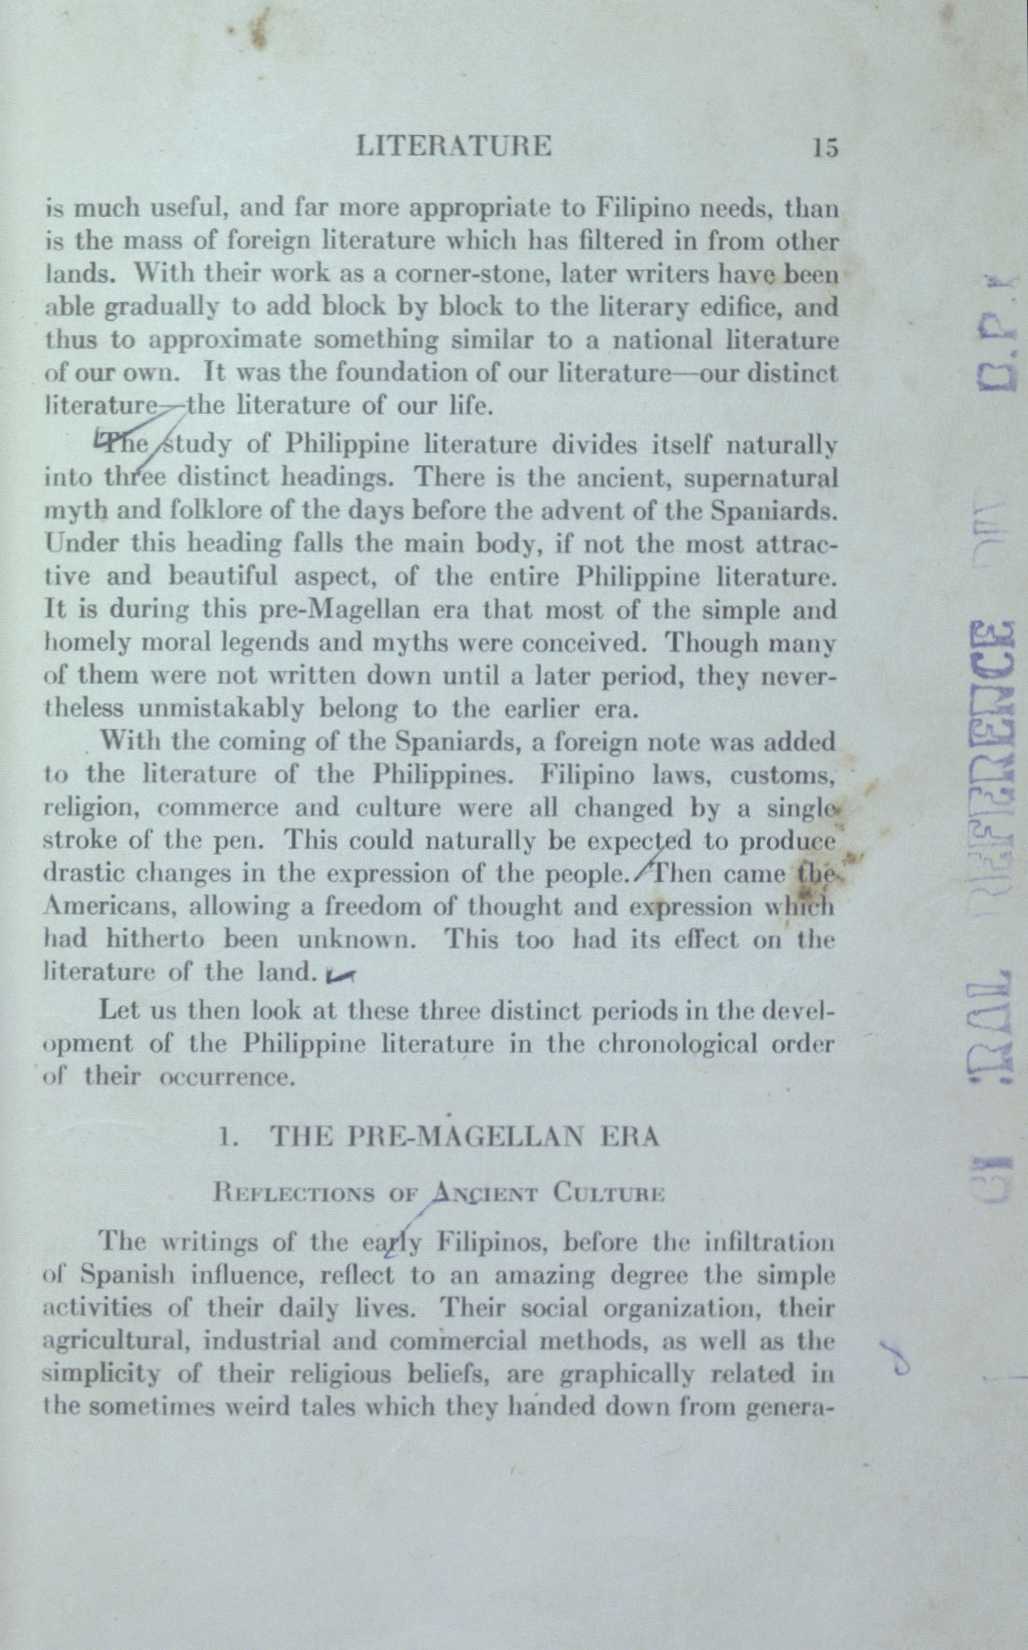 LITERATURE 15
is much useful, and far more appropriate to Filipino needs, than
is the mass of foreign literature which has filtered in from other
lands. With their work as a corner-stone, later writers have been
able gradually to add block by block to the literary edifice, and
thus to approximate something similar to a national literature
of our own. It was the foundation of our literature—our distinct
literature—the literature of our life.
The study of Philippine literature divides itself naturally
into three distinct headings. There is the ancient, supernatural
myth and folklore of the days before the advent of the Spaniards.
Under this heading falls the main body, if not the most attrac-
tive and beautiful aspect, of the entire Philippine literature.
It is during this pre-Magellan era that most of the simple and
homely moral legends and myths were conceived. Though many
of them were not written down until a later period, they never-
theless unmistakably belong to the earlier era.
With the coming of the Spaniards, a foreign note was added
to the literature of the Philippines. Filipino laws, customs,
religion, commerce and culture were all changed by a single
stroke of the pen. This could naturally be expected to produce
drastic changes in the expression of the people. Then came the
Americans, allowing a freedom of thought and expression which
had hitherto been unknown. This too had its effect on the
literature of the land.
Let us then look at these three distinct periods in the devel-
opment of the Philippine literature in the chronological order
of their occurrence.
1. THE PRE-MAGELLAN ERA
REFLECTIONS OF ANCIENT CULTURE
The writings of the early Filipinos, before the infiltration
of Spanish influence, reflect to an amazing degree the simple
activities of their daily lives. Their social organization, their
agricultural, industrial and commercial methods, as well as the
simplicity of their religious beliefs, are graphically related in
the sometimes weird tales which they handed down from genera-
REFERENCE